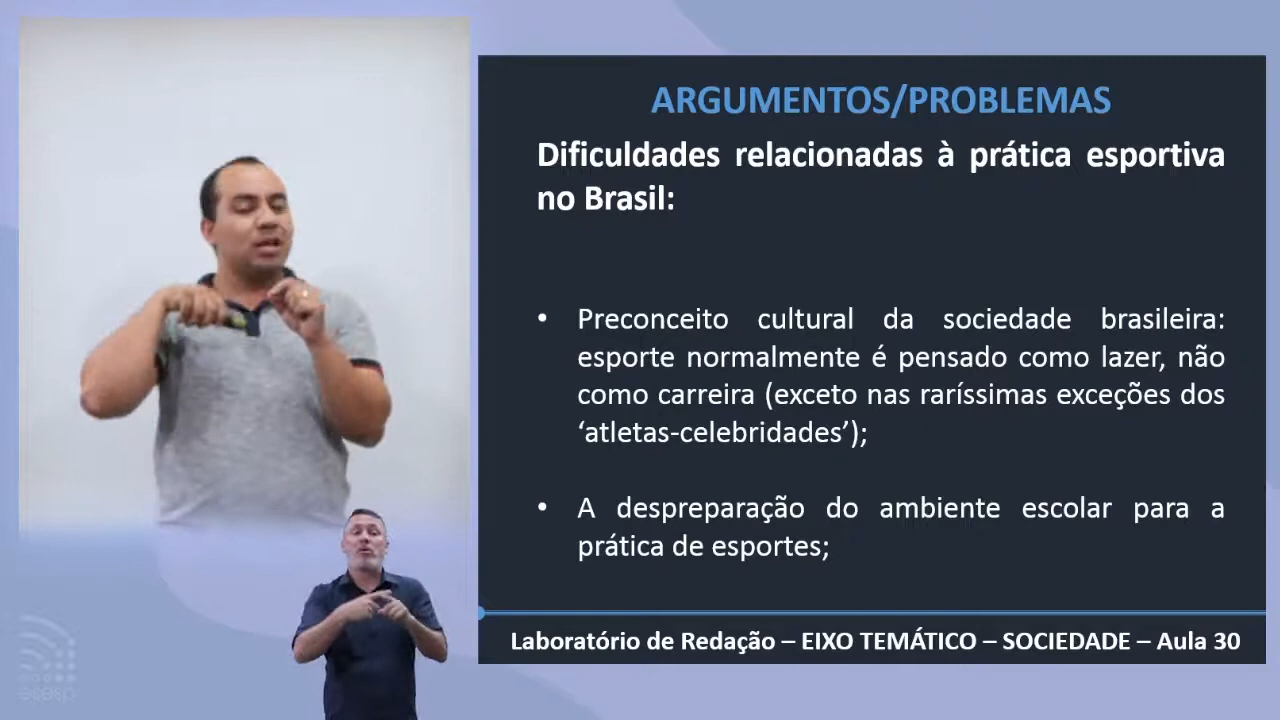 ARGUMENTOS/PROBLEMAS
Dificuldades relacionadas à prática esportiva
no Brasil:
• Preconceito cultural da sociedade brasileira:
esporte normalmente é pensado como lazer, não
como carreira (exceto nas raríssimas exceções dos
‘atletas-celebridades’);
• A despreparação do ambiente escolar para a
prática de esportes;
Laboratório de Redação – EIXO TEMÁTICO – SOCIEDADE – Aula 30